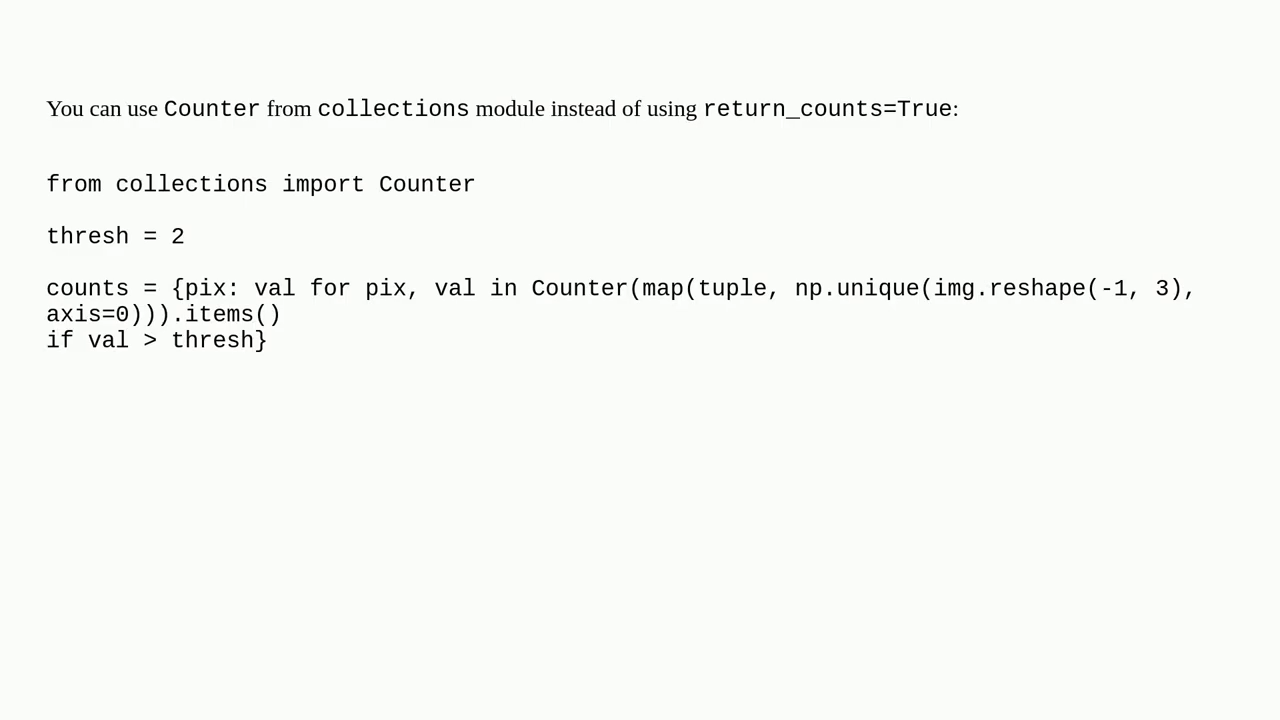 You can use Counter from collections module instead of using return_counts=True:
from collections import Counter
thresh = 2
counts = {pix: val for pix, val in Counter(map(tuple, np.unique(img.reshape(-1, 3),
axis=0))).items()
if val > thresh}